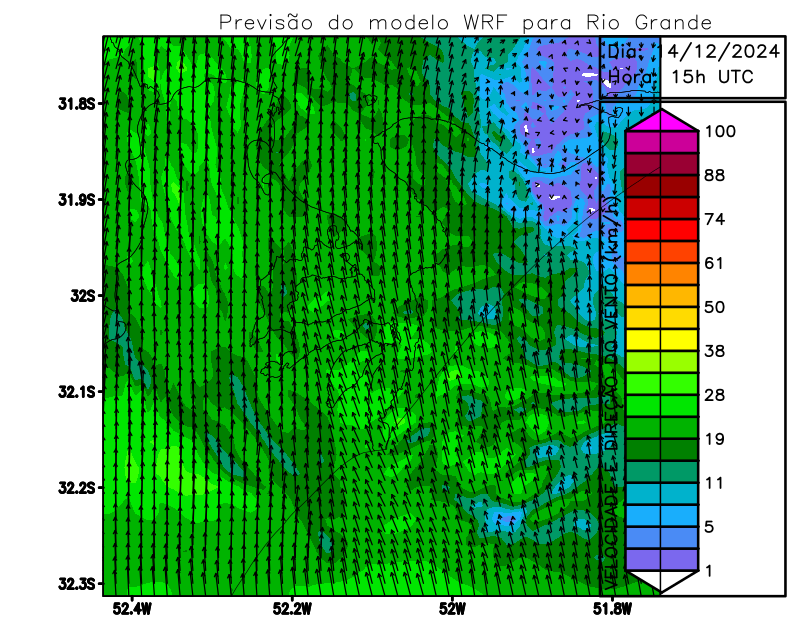 Previsão do modelo WRF para Rio Grande
Dia: 14/12/2024
Hora: 15h UTC
31.8S
31.9S
32S
32.1S
32.2S
32.3S
52.4W
52.2W
52W
51.8W
VELOCIDADE E DIREÇÃO DO VENTO (km/h)
100
88
74
61
50
38
28
19
11
5
1